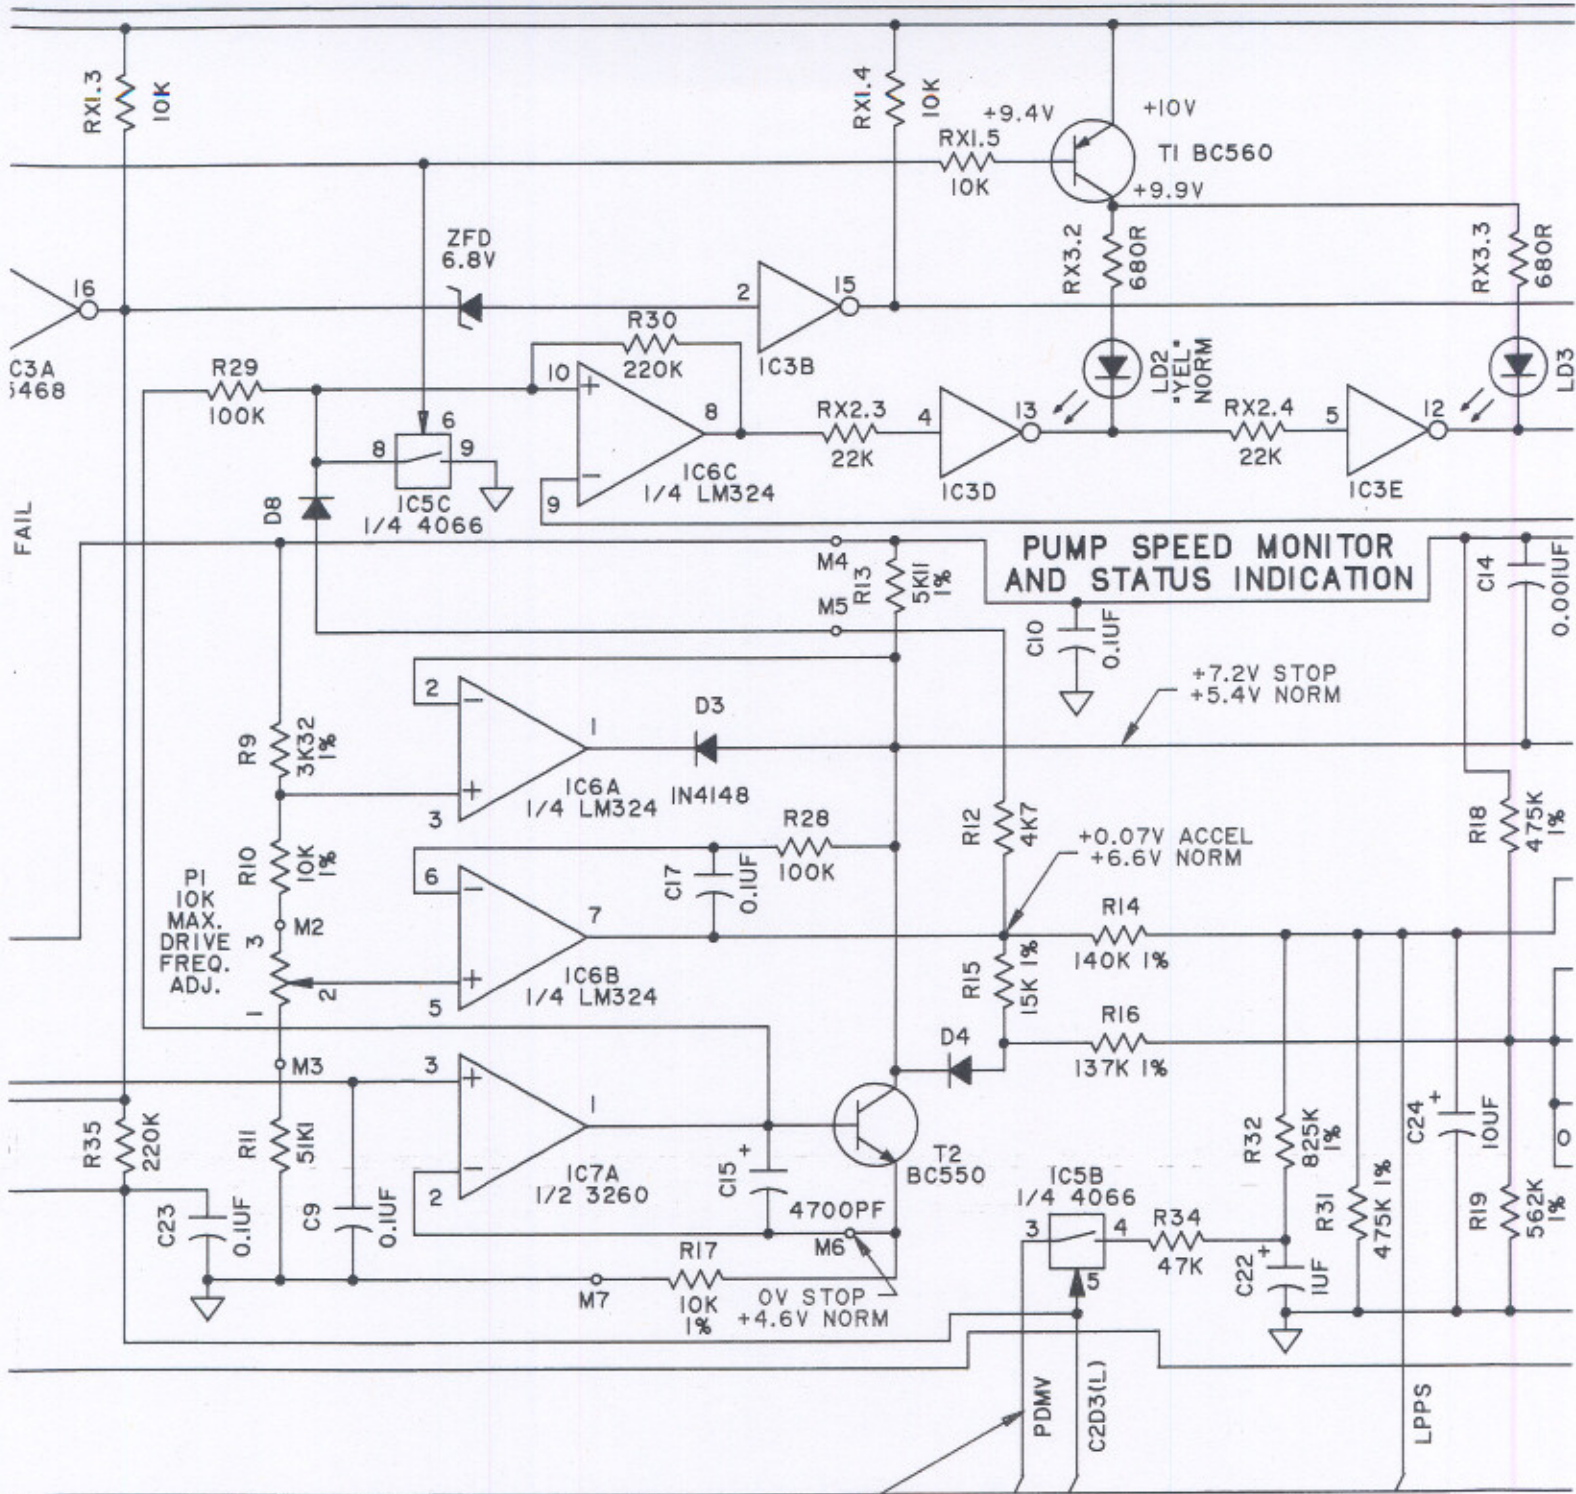 RX1.3
10K
RX1.4
10K
+9.4V
+10V
RX1.5
10K
T1 BC560
+9.9V
ZFD
6.8V
RX3.2
680R
RX3.3
680R
16
2
15
IC3B
C3A
5468
R29
100K
R30
220K
10
8
9
IC6C
1/4 LM324
6
8
9
IC5C
1/4 4066
D8
RX2.3
22K
4
13
IC3D
LD2
"YEL"
NORM
RX2.4
22K
5
12
IC3E
LD3
FAIL
M4
M5
R13
5K11
1%
PUMP SPEED MONITOR
AND STATUS INDICATION
C10
0.1UF
C14
0.001UF
+7.2V STOP
+5.4V NORM
R9
3K32
1%
2
3
1
IC6A
1/4 LM324
D3
1N4148
R12
4K7
+0.07V ACCEL
+6.6V NORM
R18
475K
1%
R10
10K
1%
P1
10K
MAX.
DRIVE
FREQ.
ADJ.
M2
3
2
1
M3
6
5
7
IC6B
1/4 LM324
C17
0.1UF
R28
100K
R14
140K 1%
R15
15K 1%
R16
137K 1%
D4
R35
220K
R11
51K1
C23
0.1UF
C9
0.1UF
3
2
1
IC7A
1/2 3260
C15
+
4700PF
T2
BC550
M6
R17
10K
1%
M7
0V STOP
+4.6V NORM
IC5B
1/4 4066
3
4
5
R34
47K
R32
825K
1%
C22
+
1UF
R31
475K 1%
C24
+
10UF
R19
562K
1%
O
PDMV
C2D3(L)
LPPS